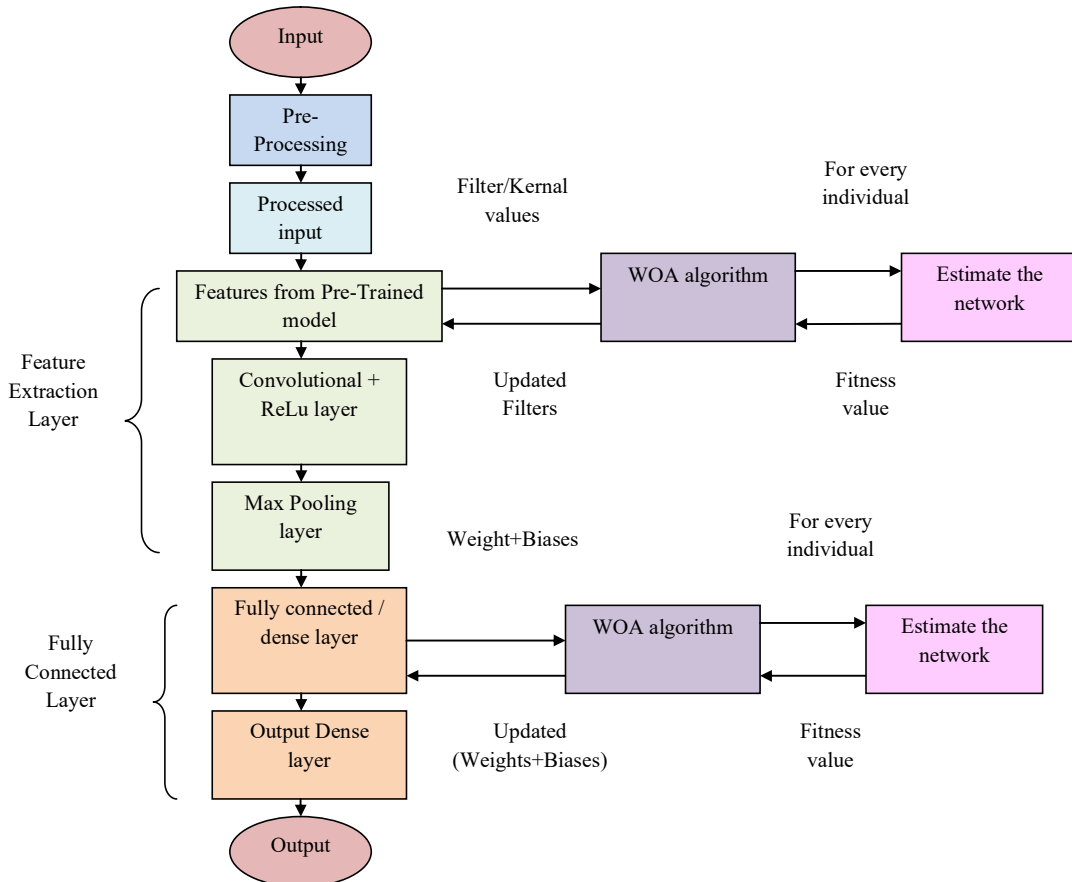 Input
Pre-
Processing
Processed
input
Filter/Kernal
values
For every
individual
Features from Pre-Trained
model
WOA algorithm
Estimate the
network
Feature
Extraction
Layer
Convolutional +
ReLu layer
Updated
Filters
Fitness
value
Max Pooling
layer
Weight+Biases
For every
individual
Fully connected /
dense layer
WOA algorithm
Estimate the
network
Fully
Connected
Layer
Output Dense
layer
Updated
(Weights+Biases)
Fitness
value
Output